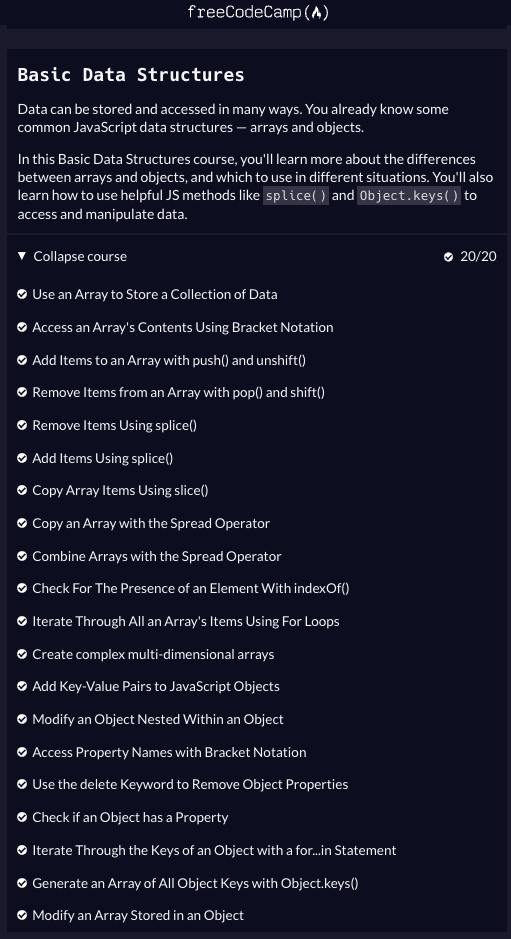 freeCodeCamp
Basic Data Structures
Data can be stored and accessed in many ways. You already know some
common JavaScript data structures — arrays and objects.
In this Basic Data Structures course, you'll learn more about the differences
between arrays and objects, and which to use in different situations. You'll also
learn how to use helpful JS methods like splice() and Object.keys() to
access and manipulate data.
Collapse course 20/20
Use an Array to Store a Collection of Data
Access an Array's Contents Using Bracket Notation
Add Items to an Array with push() and unshift()
Remove Items from an Array with pop() and shift()
Remove Items Using splice()
Add Items Using splice()
Copy Array Items Using slice()
Copy an Array with the Spread Operator
Combine Arrays with the Spread Operator
Check For The Presence of an Element With indexOf()
Iterate Through All an Array's Items Using For Loops
Create complex multi-dimensional arrays
Add Key-Value Pairs to JavaScript Objects
Modify an Object Nested Within an Object
Access Property Names with Bracket Notation
Use the delete Keyword to Remove Object Properties
Check if an Object has a Property
Iterate Through the Keys of an Object with a for...in Statement
Generate an Array of All Object Keys with Object.keys()
Modify an Array Stored in an Object